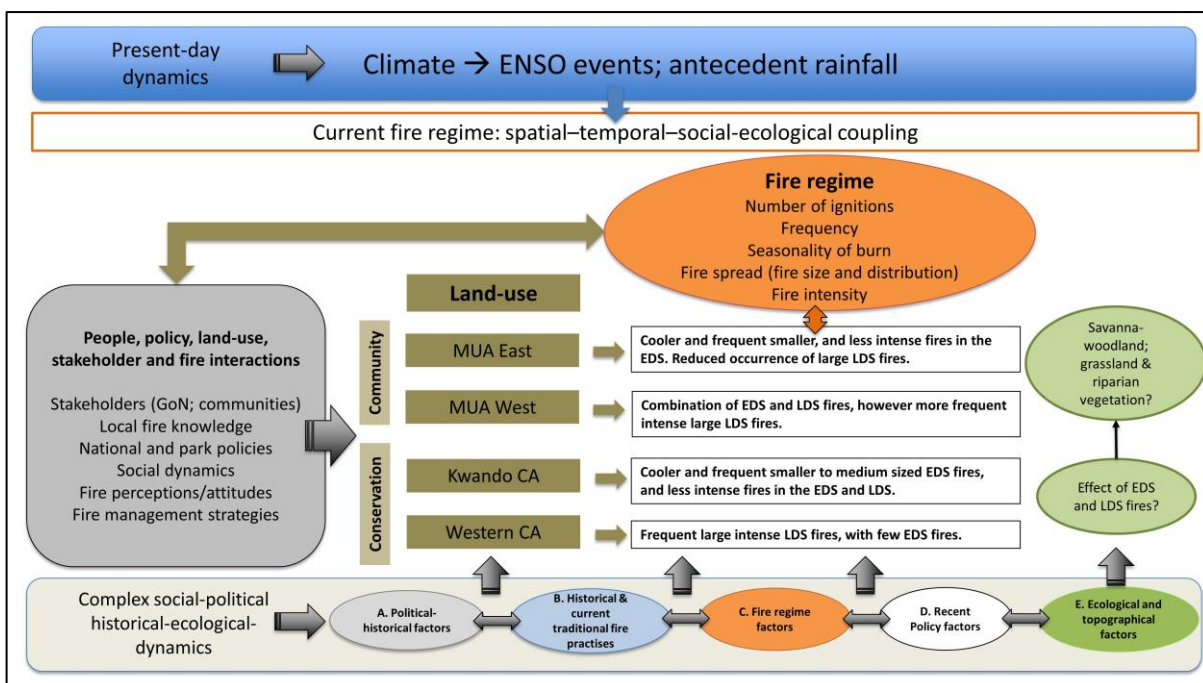 Present-day
dynamics
Climate → ENSO events; antecedent rainfall
Current fire regime: spatial–temporal–social-ecological coupling
Fire regime
Number of ignitions
Frequency
Seasonality of burn
Fire spread (fire size and distribution)
Fire intensity
People, policy, land-use,
stakeholder and fire interactions
Stakeholders (GoN; communities)
Local fire knowledge
National and park policies
Social dynamics
Fire perceptions/attitudes
Fire management strategies
Land-use
Community
MUA East
Cooler and frequent smaller, and less intense fires in the
EDS. Reduced occurrence of large LDS fires.
MUA West
Combination of EDS and LDS fires, however more frequent
intense large LDS fires.
Conservation
Kwando CA
Cooler and frequent smaller to medium sized EDS fires,
and less intense fires in the EDS and LDS.
Western CA
Frequent large intense LDS fires, with few EDS fires.
Savanna-
woodland;
grassland &
riparian
vegetation?
Effect of EDS
and LDS fires?
Complex social-political
historical-ecological-
dynamics
A. Political-
historical factors
B. Historical &
current
traditional fire
practises
C. Fire regime
factors
D. Recent
Policy factors
E. Ecological and
topographical
factors